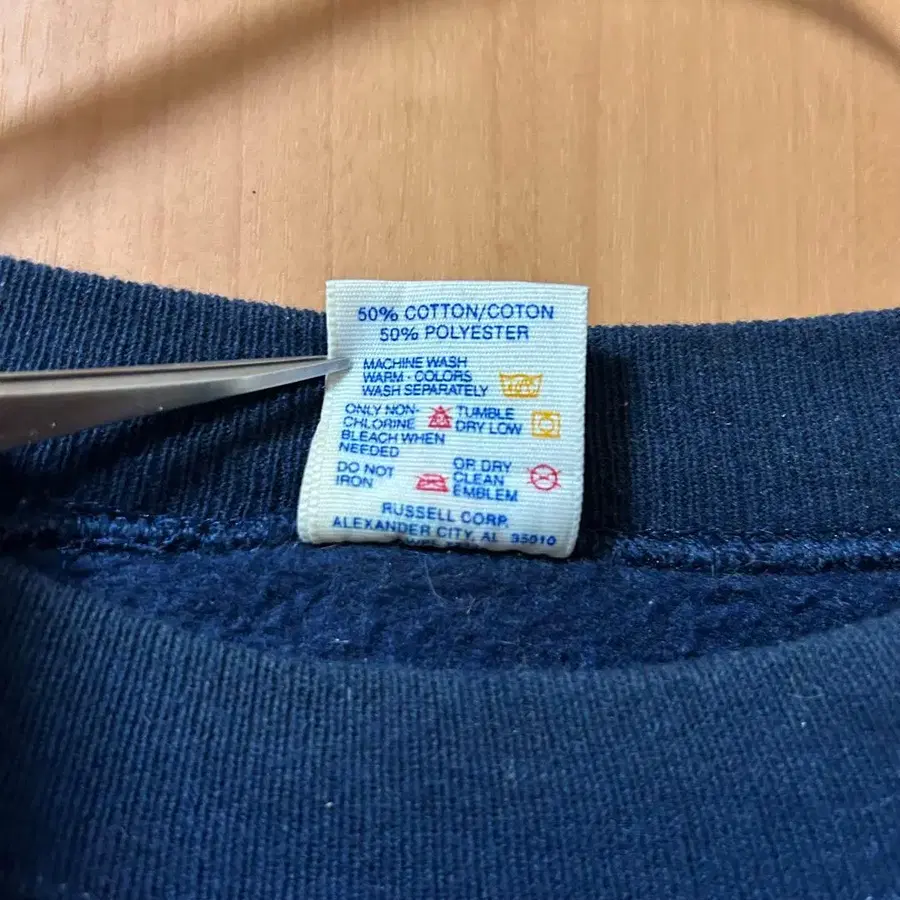 50% COTTON/COTON
50% POLYESTER
MACHINE WASH
WARM - COLORS
WASH SEPARATELY
ONLY NON-
CHLORINE
BLEACH WHEN
NEEDED
TUMBLE
DRY LOW
DO NOT
IRON
OR DRY
CLEAN
EMBLEM
RUSSELL CORP.
ALEXANDER CITY, AL 35010